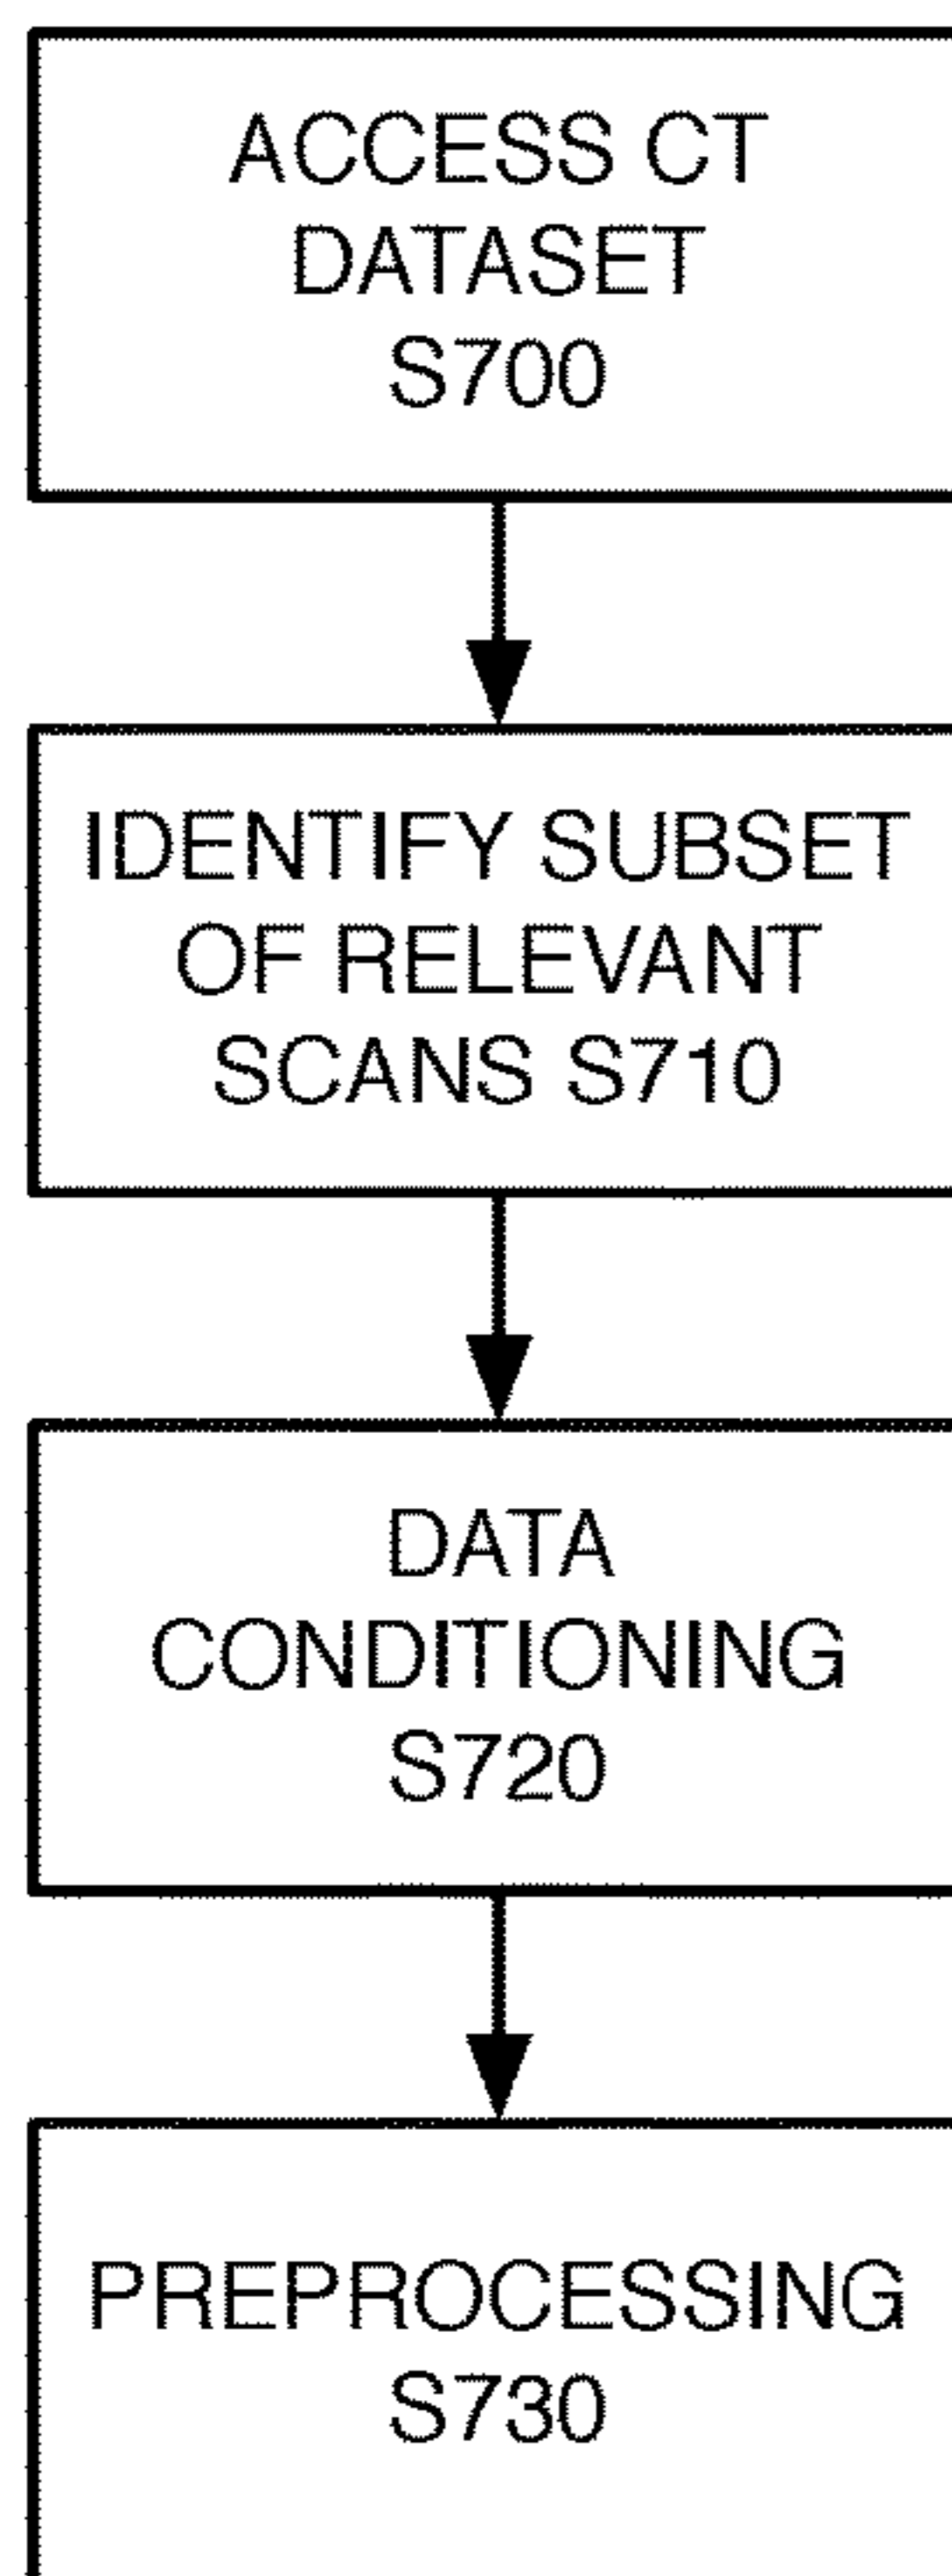 ACCESS CT
DATASET
S700
IDENTIFY SUBSET
OF RELEVANT
SCANS S710
DATA
CONDITIONING
S720
PREPROCESSING
S730